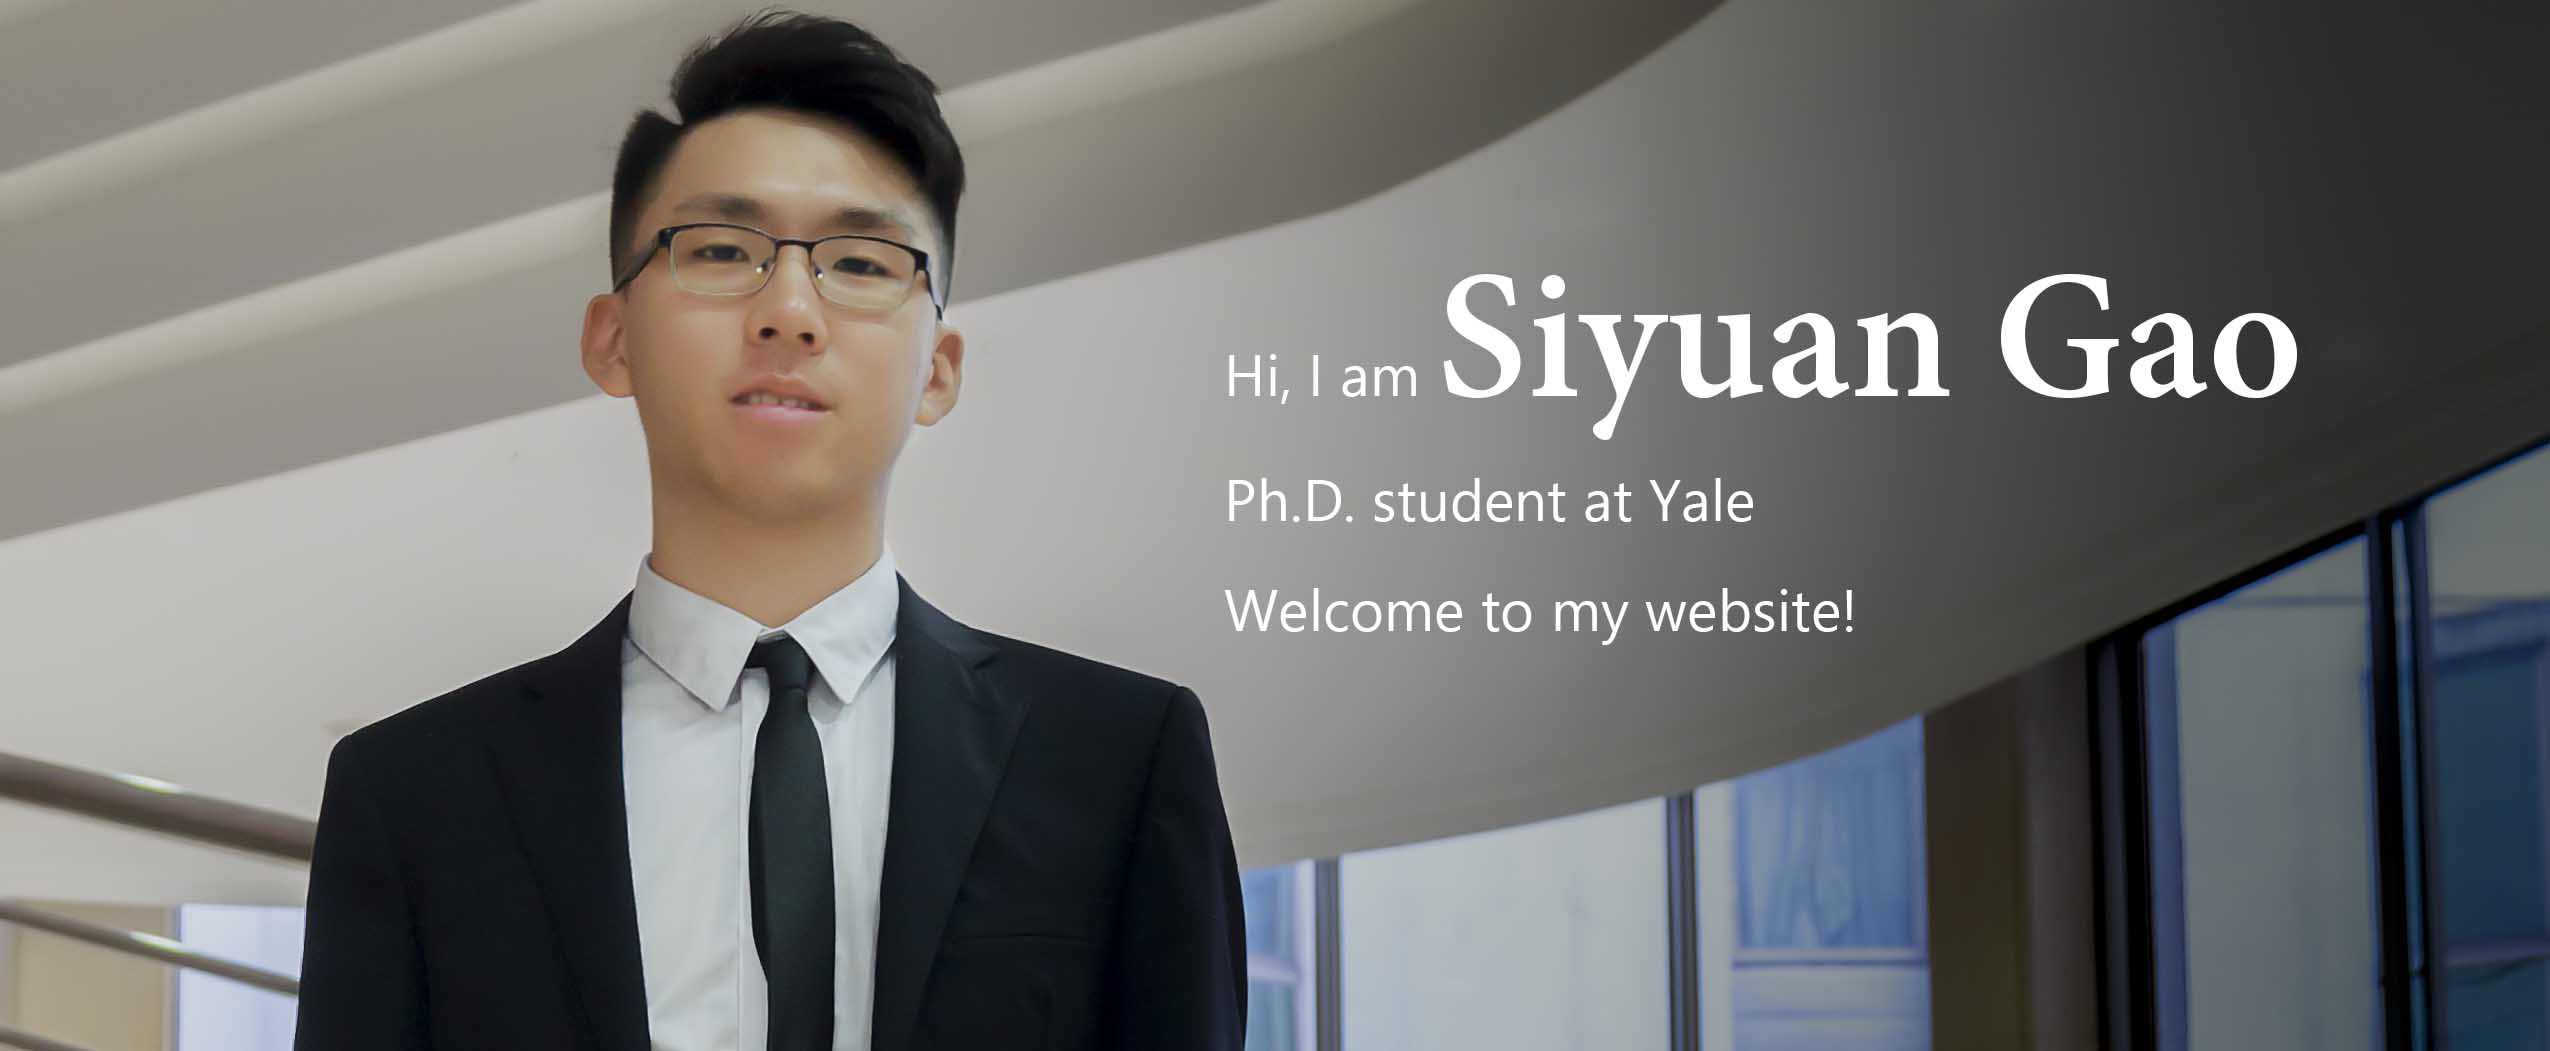 Hi, I am Siyuan Gao
Ph.D. student at Yale
Welcome to my website!